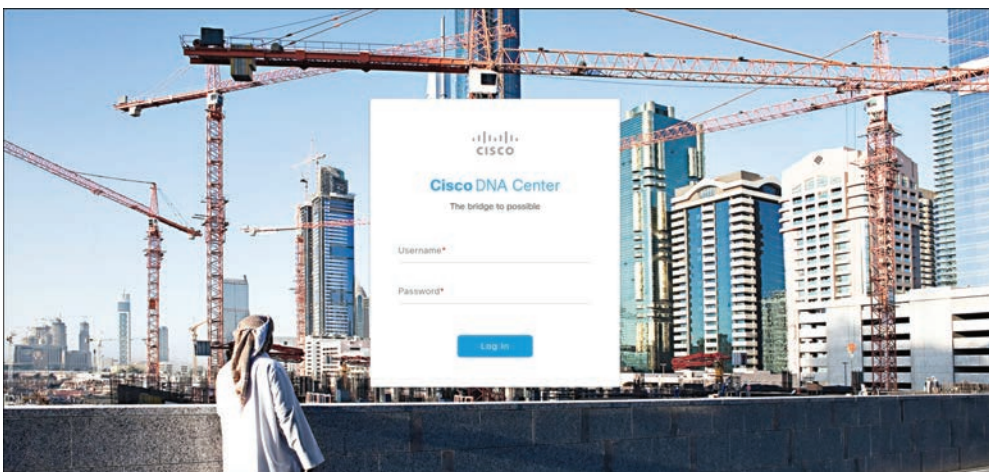 CISCO
Cisco DNA Center
The bridge to possible
Username*
Password*
Log In